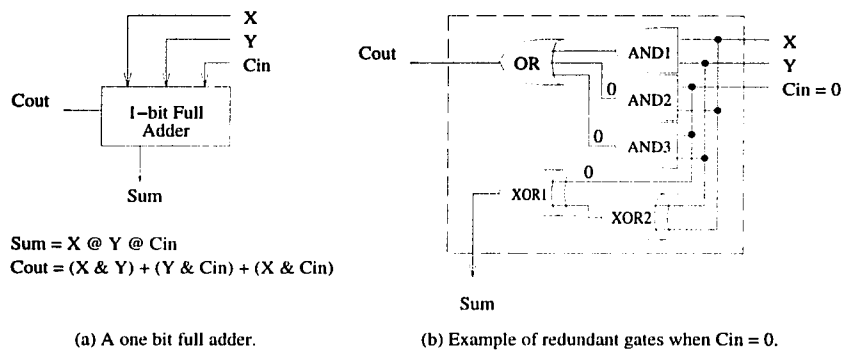 X
Y
Cin
Cout
1-bit Full
Adder
Sum
Sum = X @ Y @ Cin
Cout = (X & Y) + (Y & Cin) + (X & Cin)
(a) A one bit full adder.
Cout
OR
AND1
X
Y
0
AND2
Cin = 0
0
AND3
0
XOR1
XOR2
Sum
(b) Example of redundant gates when Cin = 0.